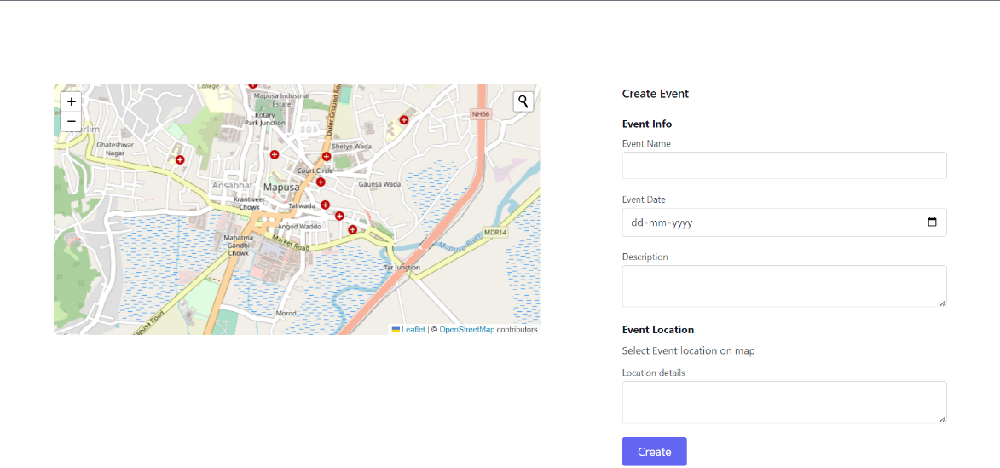 College
Mapusa Industrial
Estate
Rotary
Park Junction
Duler Ground Road
NH66
+
−
Ghateshwar
Nagar
Shetye Wada
Court Circle
Ansabhat
Mapusa
Gaunsa Wada
Krantiveer
Chowk
Taliwada
Angod Waddo
MDR14
Mahatma
Gandhi
Chowk
Market Road
Mapusa River
Tar Junction
Morod
Mapusa Road
Leaflet | © OpenStreetMap contributors
Create Event
Event Info
Event Name
Event Date
dd-mm-yyyy
Description
Event Location
Select Event location on map
Location details
Create